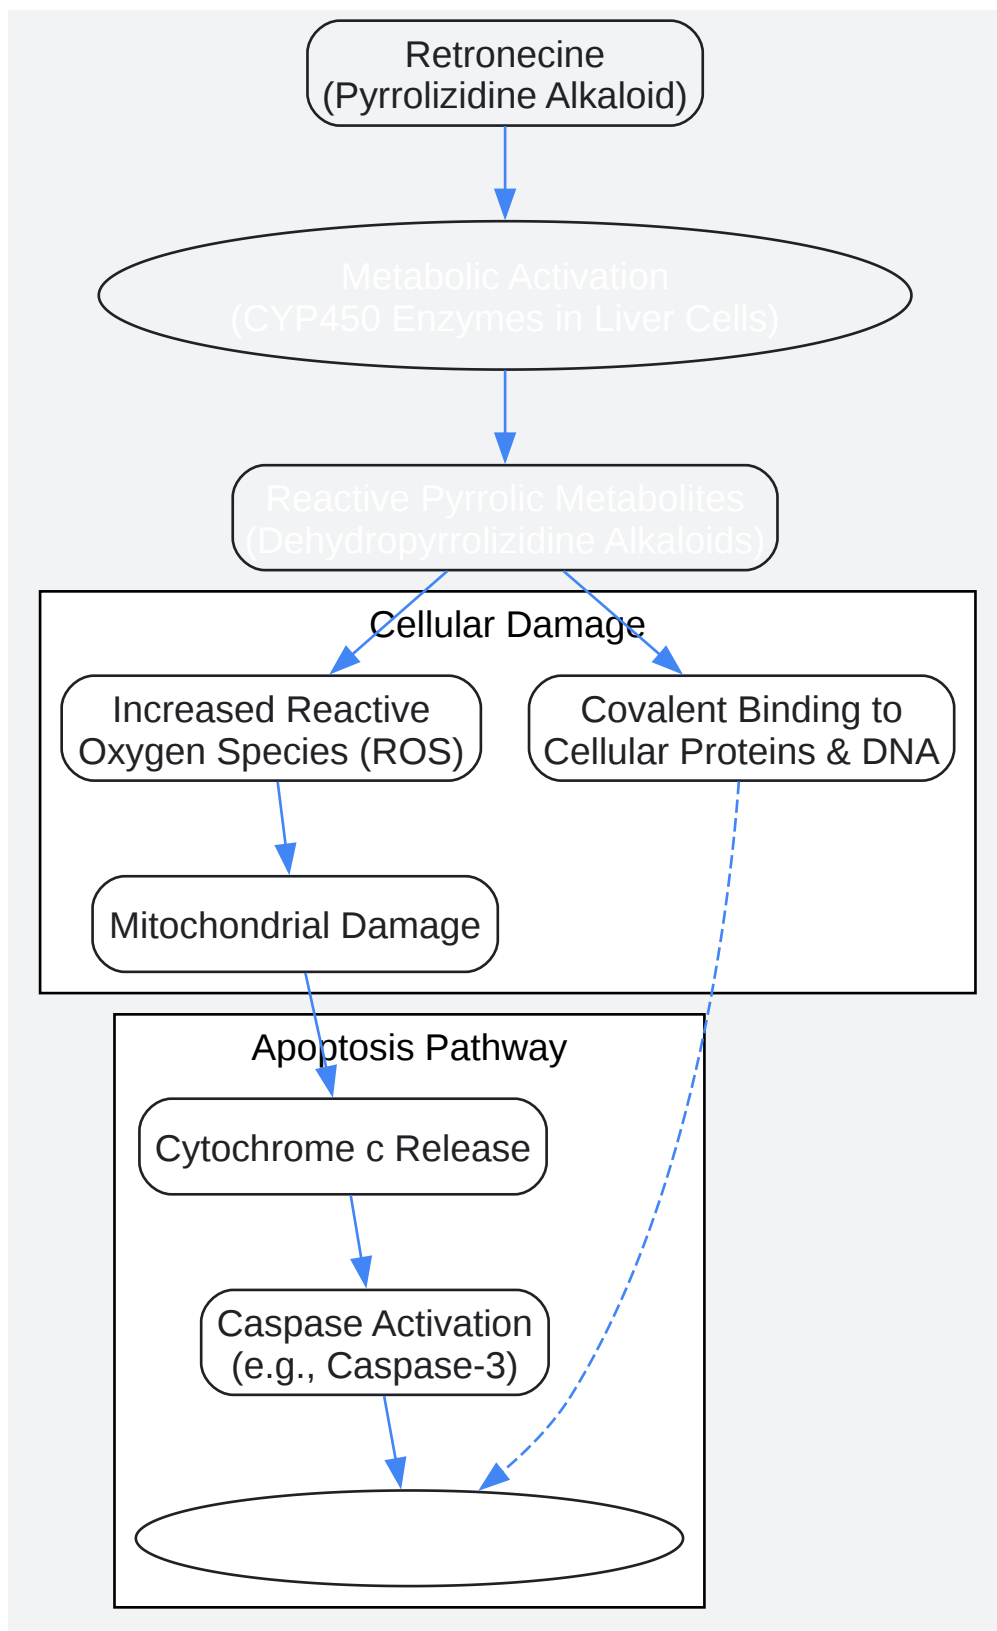 Retronecine
(Pyrrolizidine Alkaloid)
Metabolic Activation
(CYP450 Enzymes in Liver Cells)
Reactive Pyrrolic Metabolites
(Dehydropyrrolizidine Alkaloids)
Cellular Damage
Increased Reactive
Oxygen Species (ROS)
Covalent Binding to
Cellular Proteins & DNA
Mitochondrial Damage
Apoptosis Pathway
Cytochrome c Release
Caspase Activation
(e.g., Caspase-3)